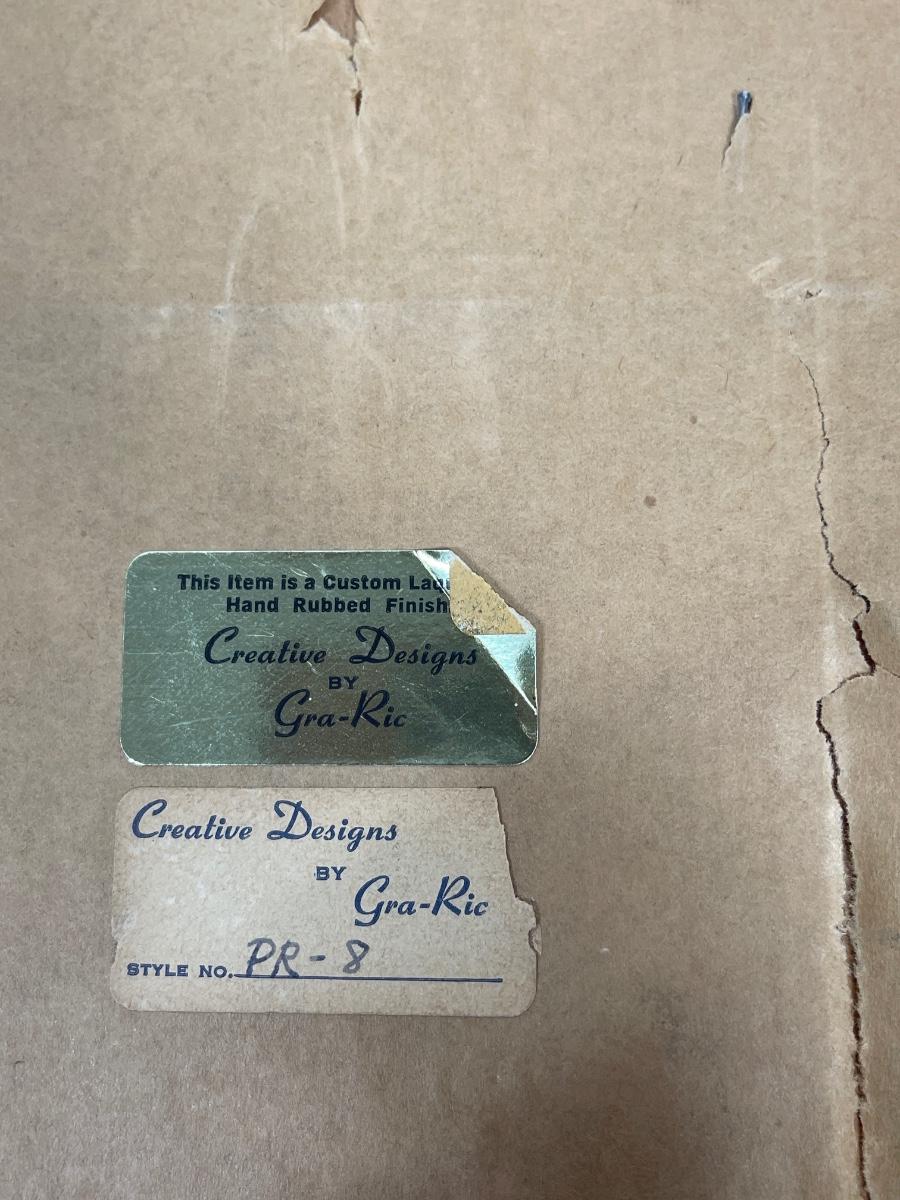 This Item is a Custom
Hand Rubbed Finish
Creative Designs
BY
Gra-Ric
Creative Designs
BY
Gra-Ric
STYLE NO. PR-8